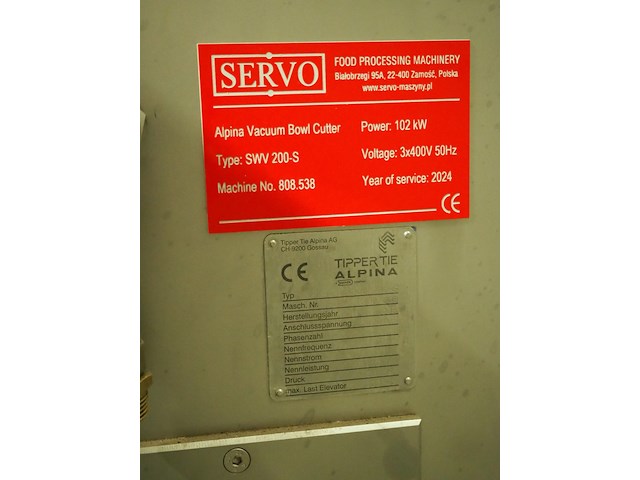 SERVO
FOOD PROCESSING MACHINERY
Białobrzegi 95A, 22-400 Zamość, Polska
www.servo-maszyny.pl
Alpina Vacuum Bowl Cutter
Power: 102 kW
Type: SWV 200-S
Voltage: 3x400V 50Hz
Machine No. 808.538
Year of service: 2024
CE
Tipper Tie Alpina AG
CH-9200 Gossau
CE
TIPPER TIE
ALPINA
Typ
Masch. Nr.
Herstellungsjahr
Anschlussspannung
Phasenzahl
Nennfrequenz
Nennstrom
Nennleistung
Druck
max. Last Elevator